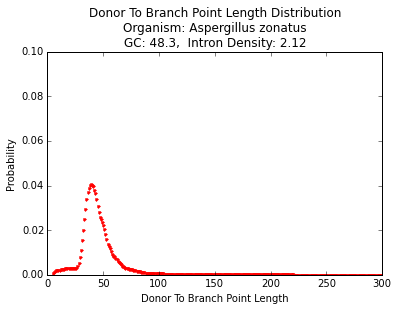 Donor To Branch Point Length Distribution
Organism: Aspergillus zonatus
GC: 48.3,  Intron Density: 2.12
0.10
0.08
0.06
0.04
0.02
0.00
Probability
0 50 100 150 200 250 300
Donor To Branch Point Length